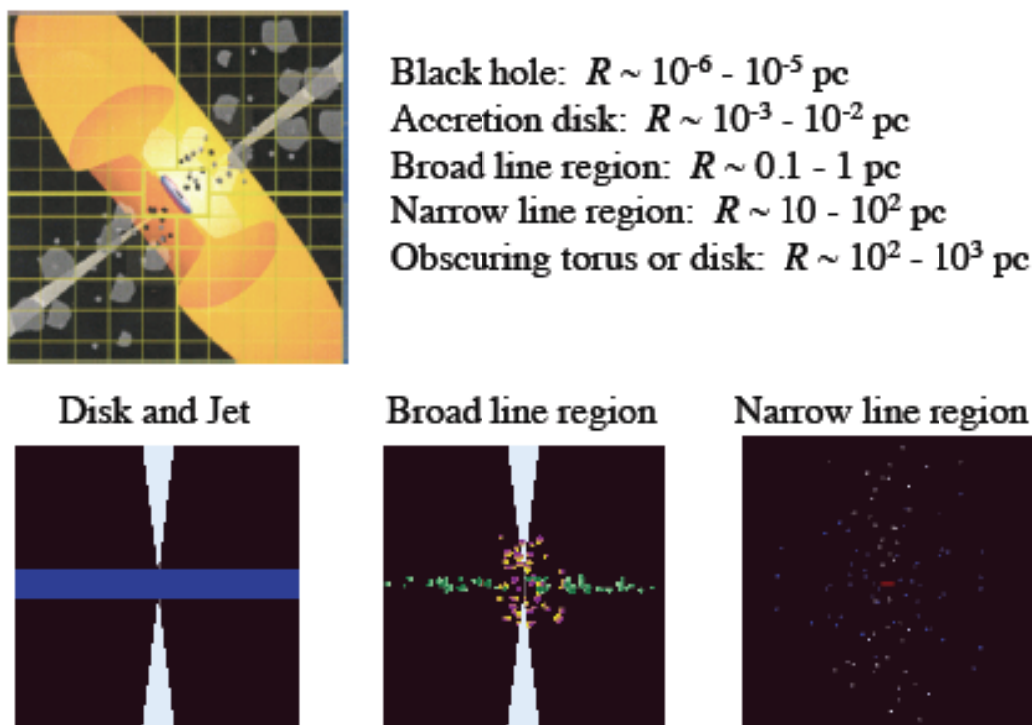 Black hole: R ~ 10⁻⁶ - 10⁻⁵ pc
Accretion disk: R ~ 10⁻³ - 10⁻² pc
Broad line region: R ~ 0.1 - 1 pc
Narrow line region: R ~ 10 - 10² pc
Obscuring torus or disk: R ~ 10² - 10³ pc
Disk and Jet
Broad line region
Narrow line region